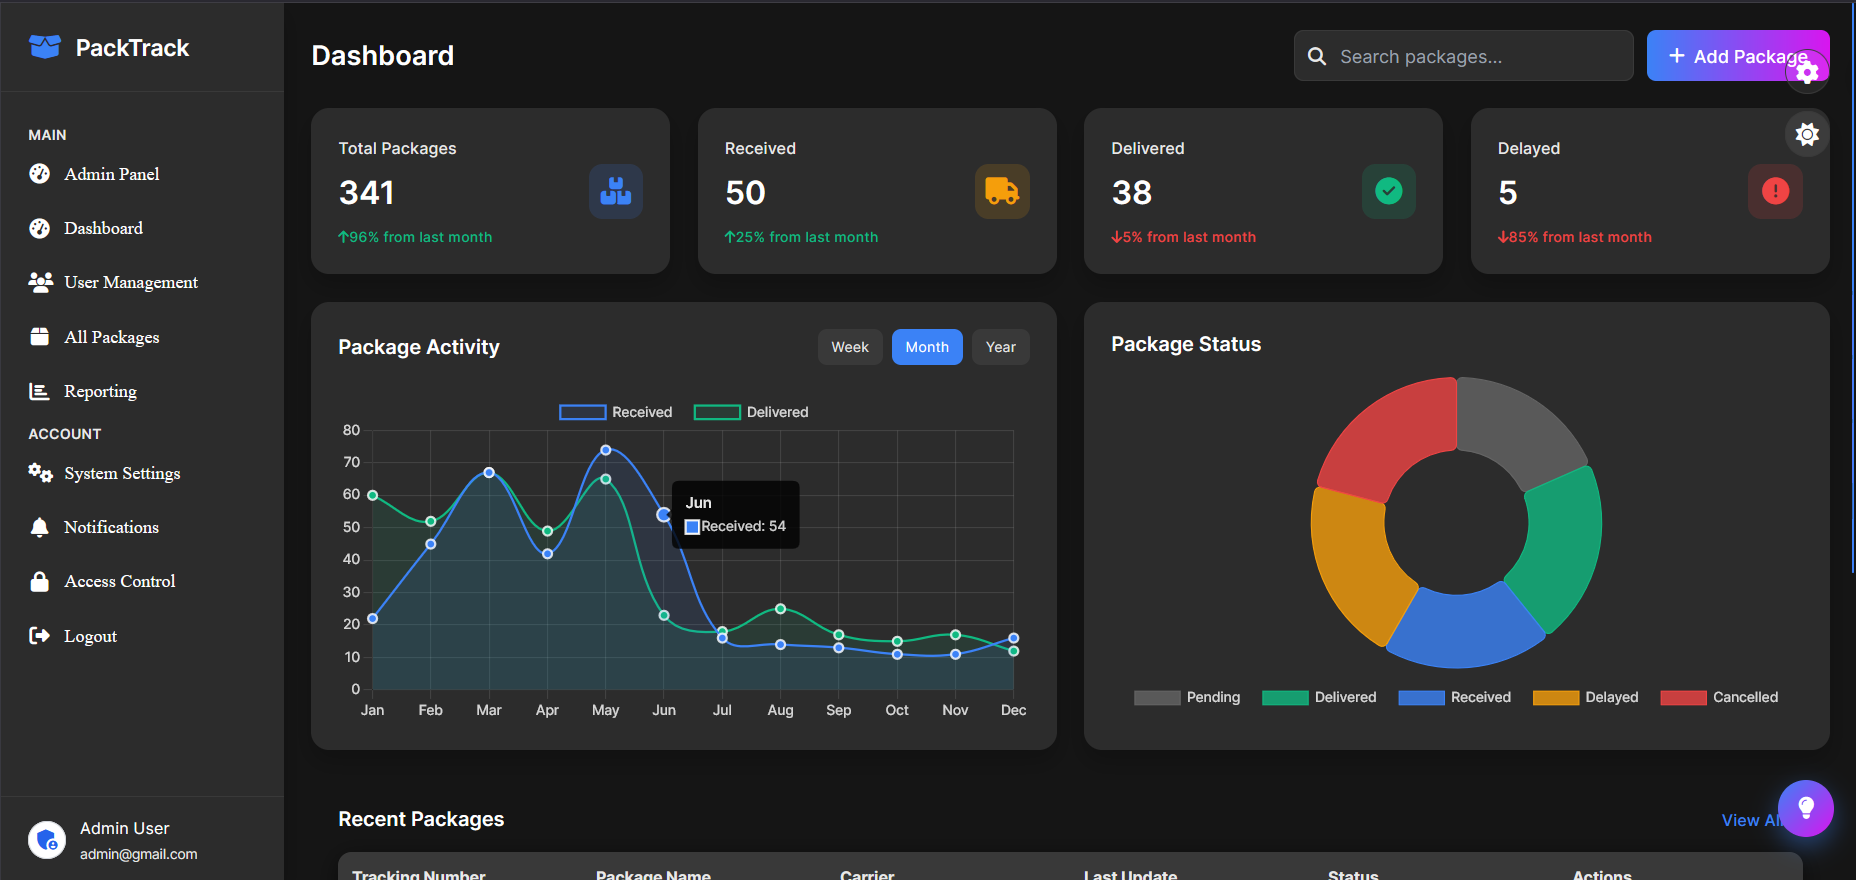 PackTrack
MAIN
Admin Panel
Dashboard
User Management
All Packages
Reporting
ACCOUNT
System Settings
Notifications
Access Control
Logout
Admin User
admin@gmail.com
Dashboard
Search packages...
Add Package
Total Packages
341
96% from last month
Received
50
25% from last month
Delivered
38
5% from last month
Delayed
5
85% from last month
Package Activity
Week Month Year
Received Delivered
80
70
60
50
40
30
20
10
0
Jan Feb Mar Apr May Jun Jul Aug Sep Oct Nov Dec
Jun
Received: 54
Package Status
Pending Delivered Received Delayed Cancelled
Recent Packages
View All
Tracking Number Package Name Carrier Last Update Status Actions